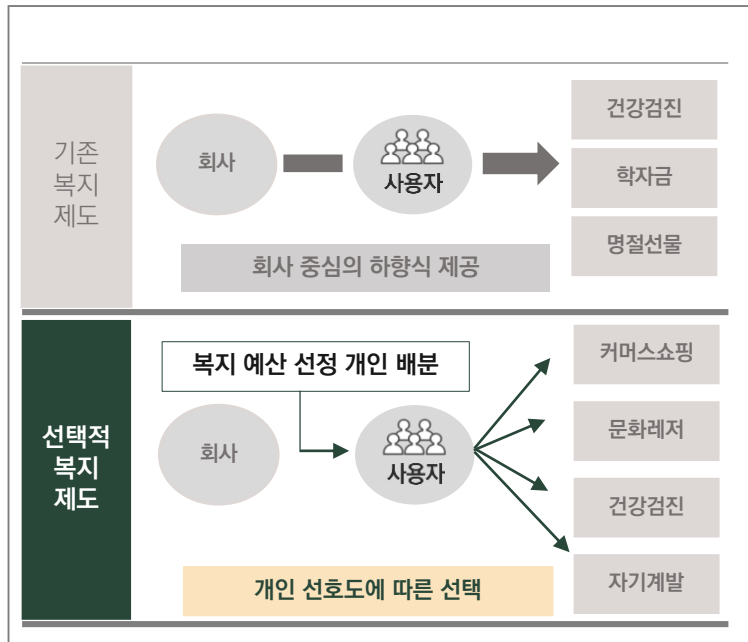 기존
복지
제도
회사
사용자
건강검진
학자금
명절선물
회사 중심의 하향식 제공
선택적
복지
제도
복지 예산 선정 개인 배분
회사
사용자
커머스쇼핑
문화레저
건강검진
자기계발
개인 선호도에 따른 선택